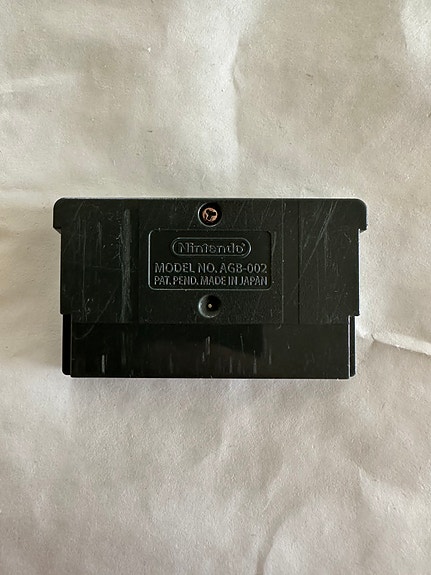 Nintendo®
MODEL NO. AGB-002
PAT. PEND. MADE IN JAPAN